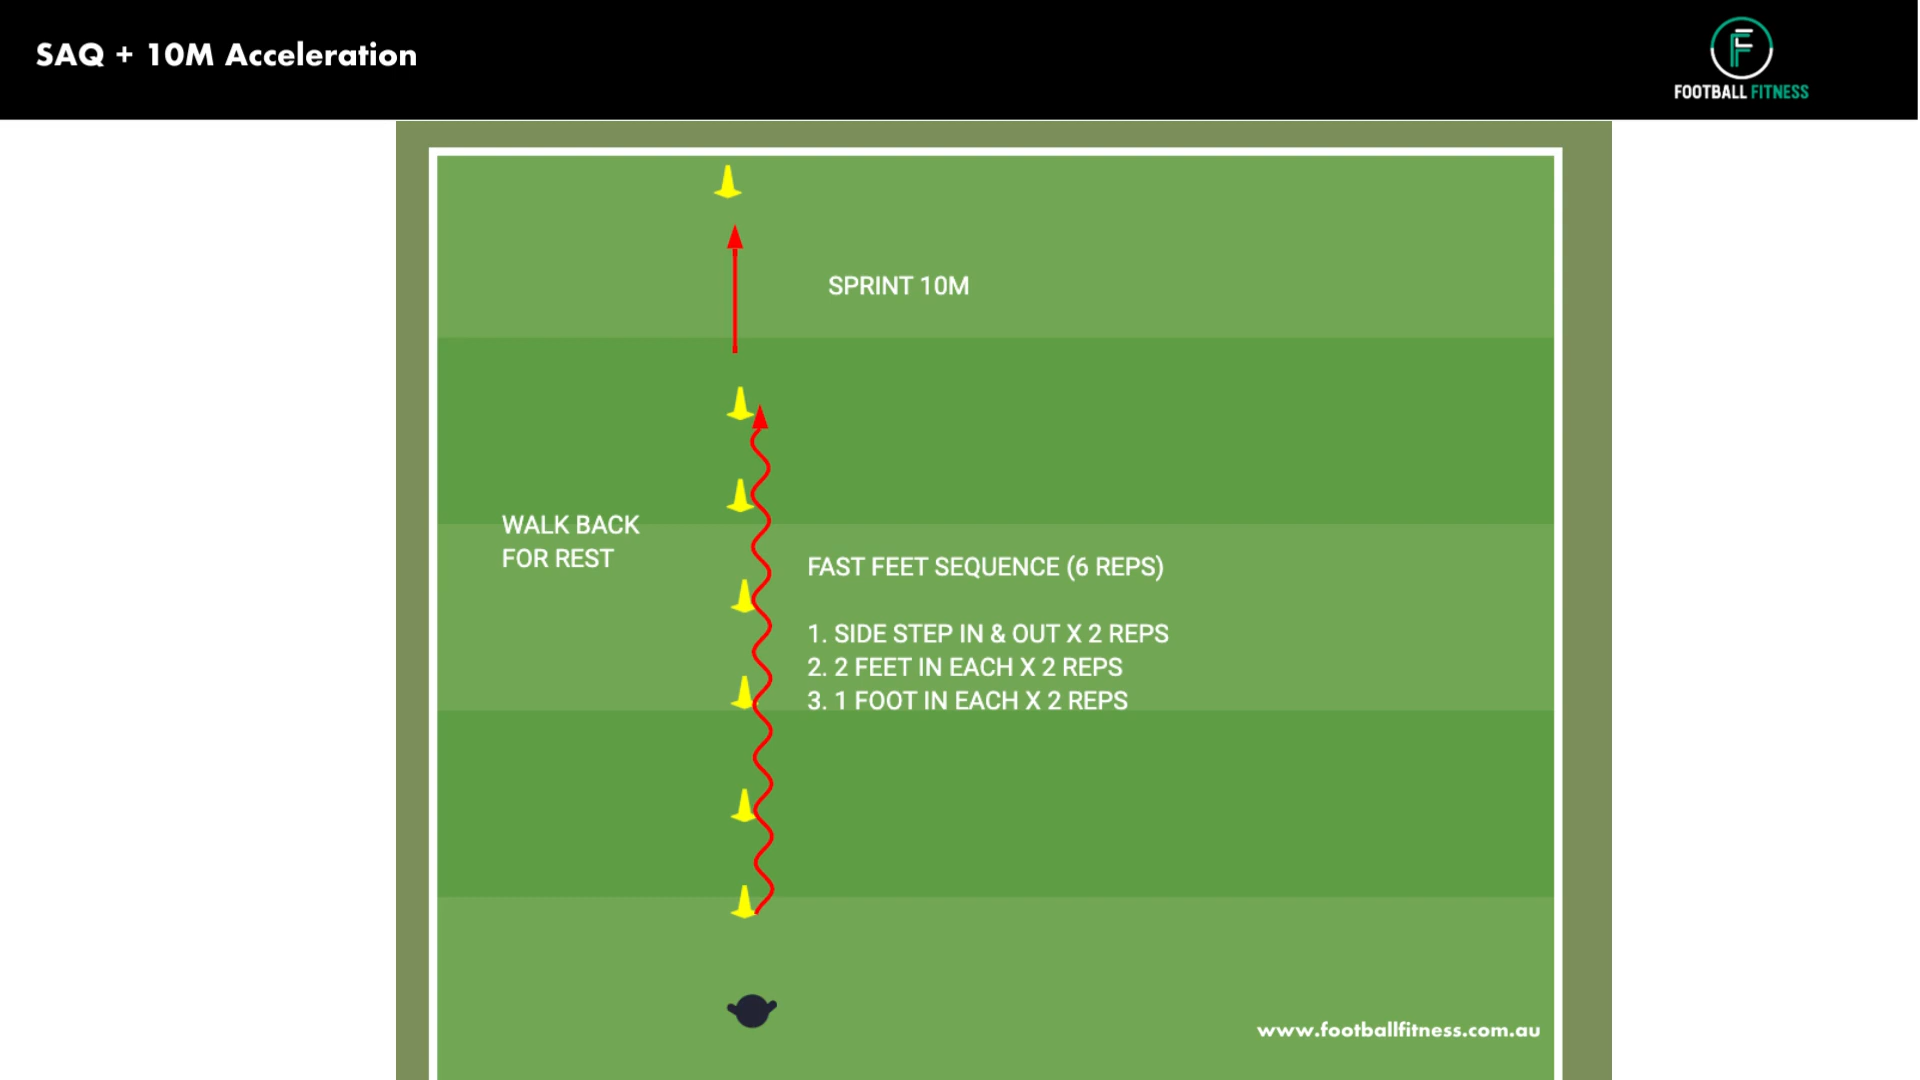 SAQ + 10M Acceleration
FOOTBALL FITNESS
SPRINT 10M
WALK BACK
FOR REST
FAST FEET SEQUENCE (6 REPS)
1. SIDE STEP IN & OUT X 2 REPS
2. 2 FEET IN EACH X 2 REPS
3. 1 FOOT IN EACH X 2 REPS
www.footballfitness.com.au